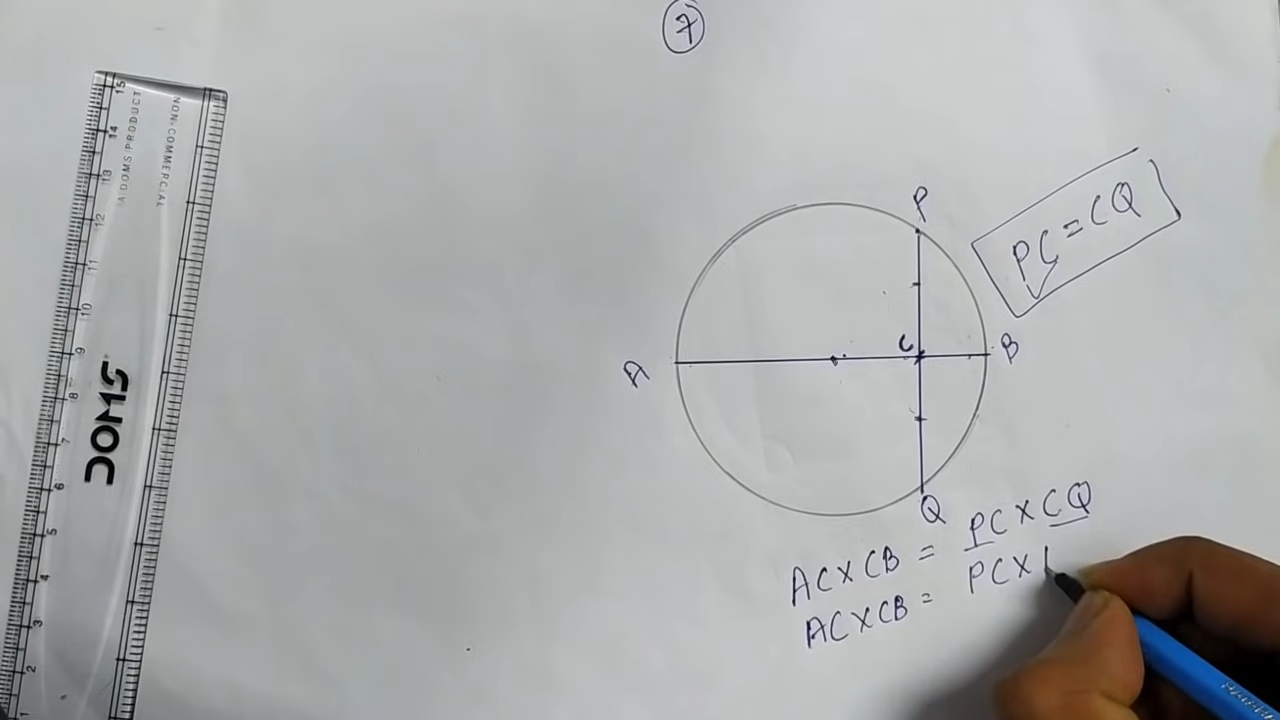 7
15
NON-COMMERCIAL
A DOMS PRODUCT
14
13
12
11
10
9
8
7
6
5
4
3
2
1
DOMS
P
PC = CQ
A
C
B
Q
AC X CB = PC X CQ
AC X CB = PC X